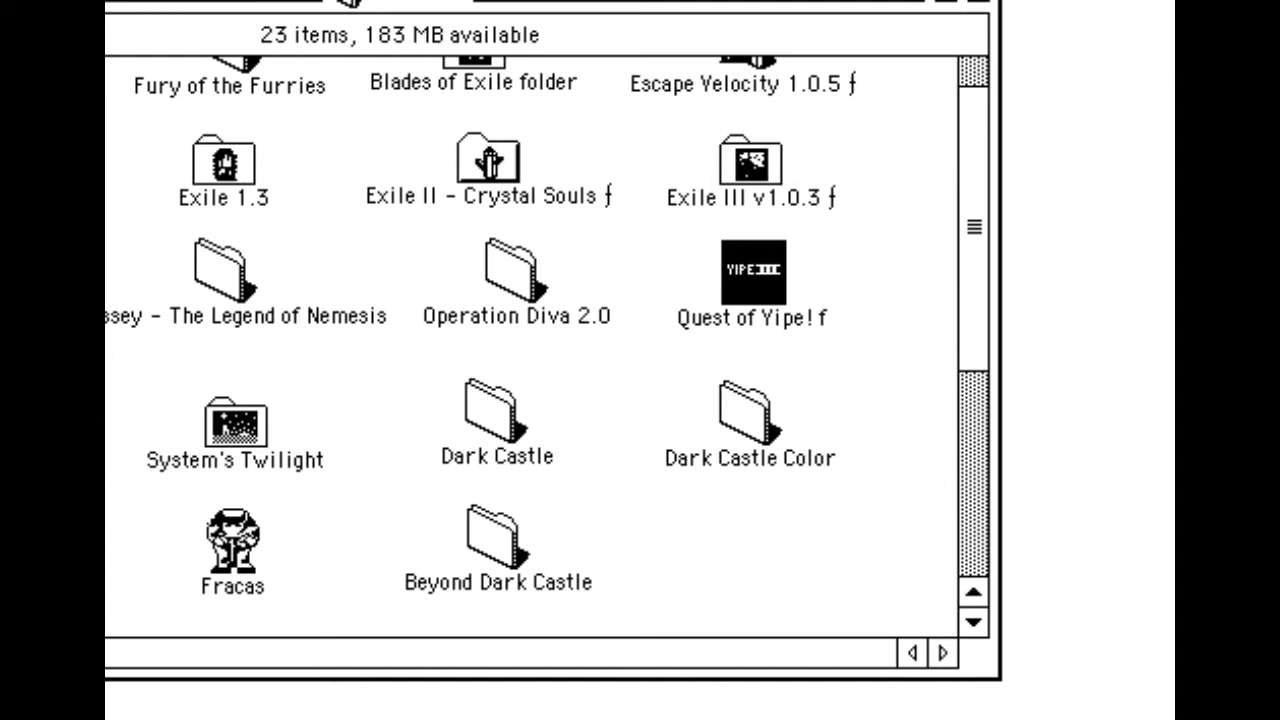 23 items, 183 MB available
Fury of the Furries
Blades of Exile folder
Escape Velocity 1.0.5 ƒ
Exile 1.3
Exile II - Crystal Souls ƒ
Exile III v1.0.3 ƒ
ssey - The Legend of Nemesis
Operation Diva 2.0
YIPE III
Quest of Yipe! f
System's Twilight
Dark Castle
Dark Castle Color
Fracas
Beyond Dark Castle